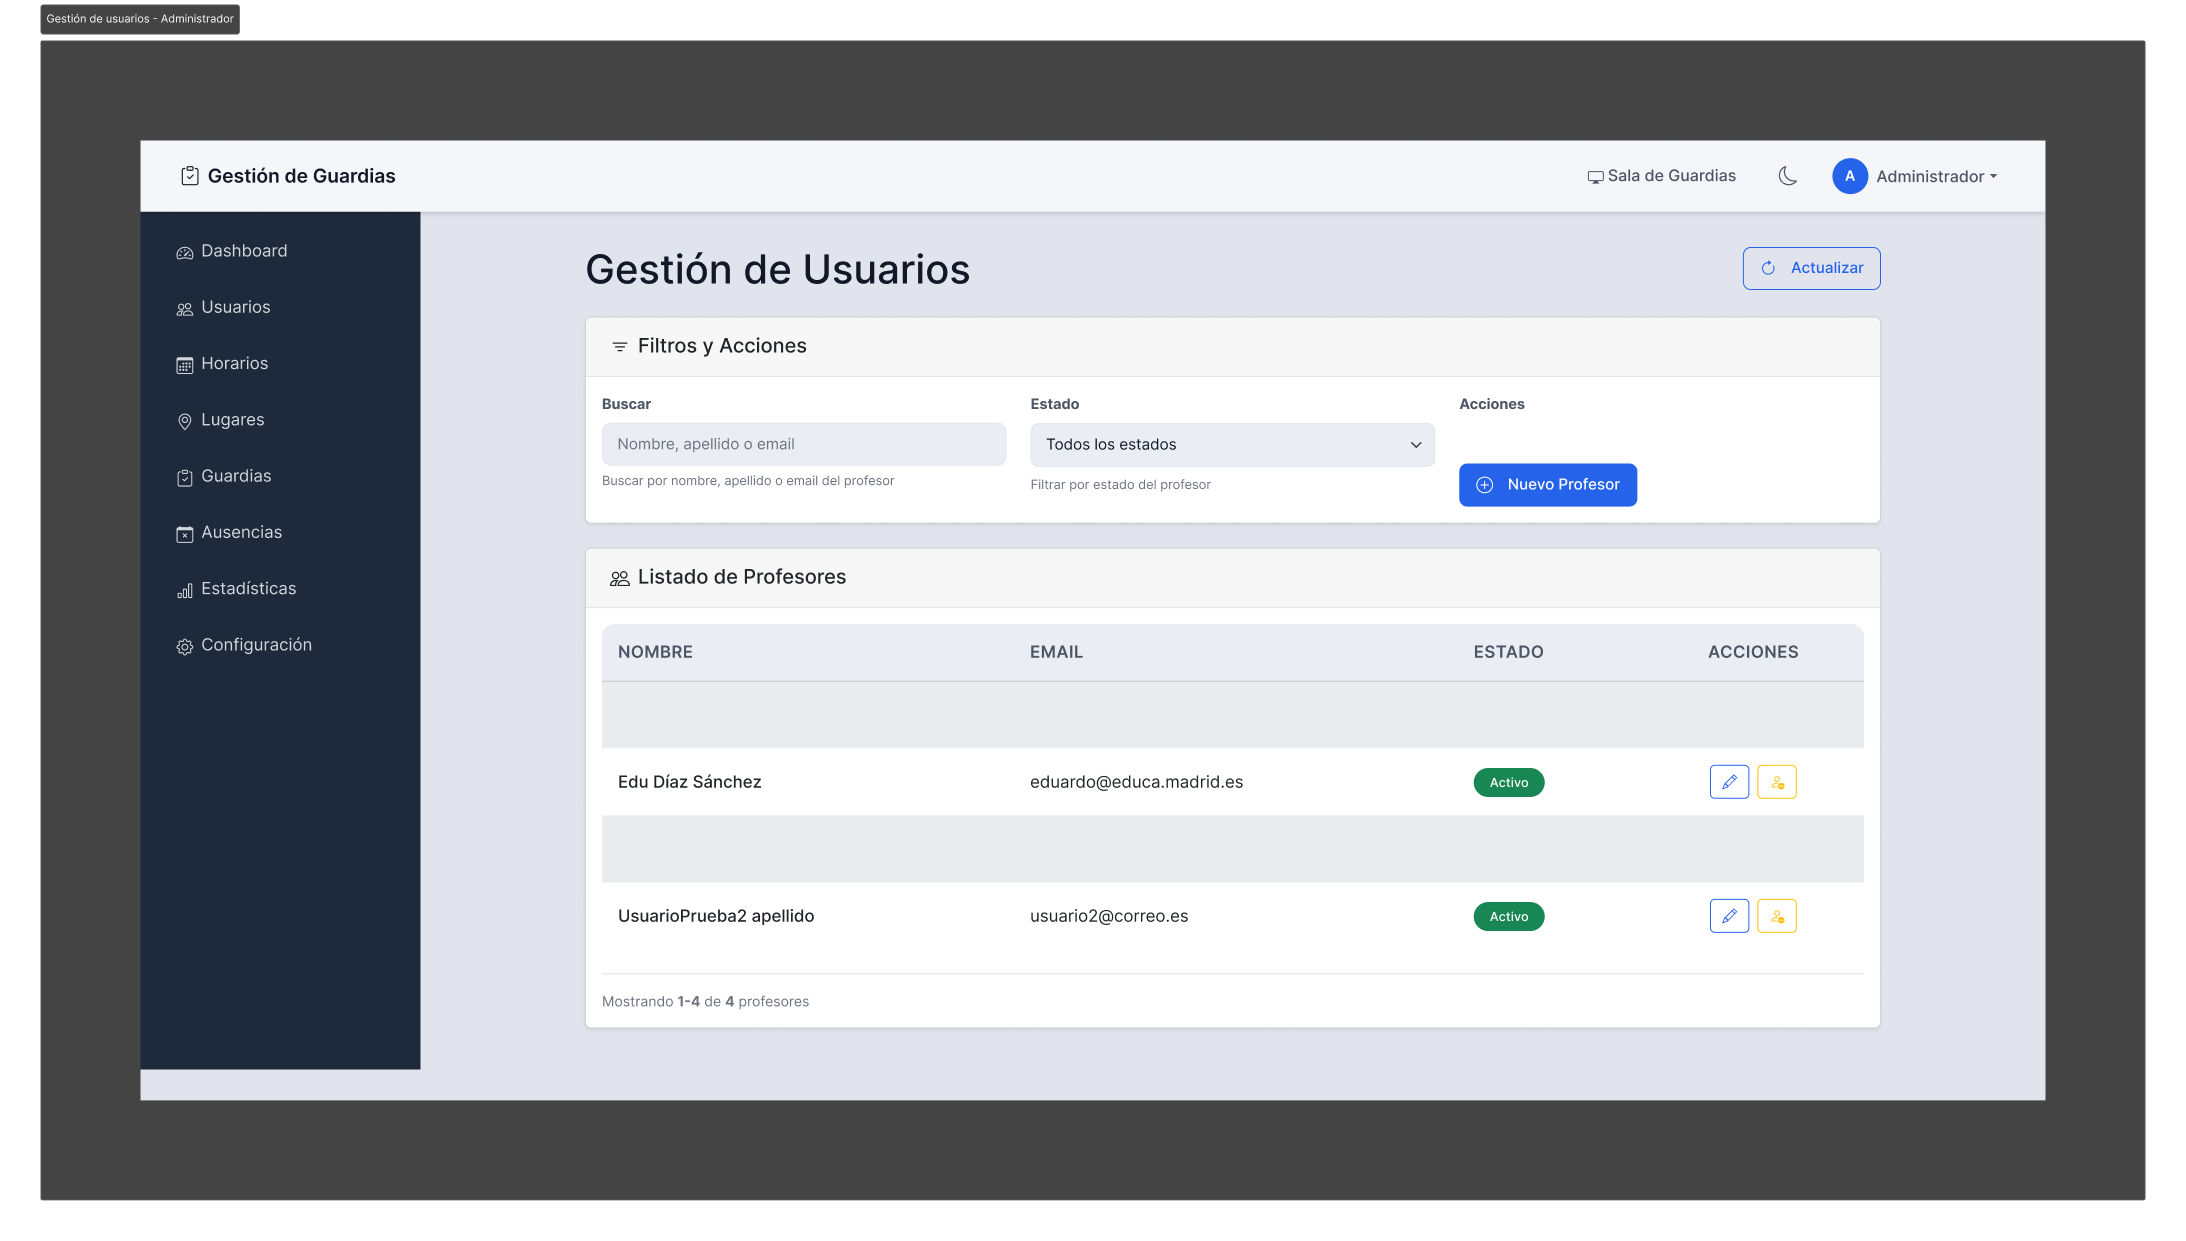 Gestión de usuarios - Administrador
Gestión de Guardias
Sala de Guardias
A
Administrador
Dashboard
Usuarios
Horarios
Lugares
Guardias
Ausencias
Estadísticas
Configuración
Gestión de Usuarios
Actualizar
Filtros y Acciones
Buscar
Nombre, apellido o email
Buscar por nombre, apellido o email del profesor
Estado
Todos los estados
Filtrar por estado del profesor
Acciones
Nuevo Profesor
Listado de Profesores
NOMBRE EMAIL ESTADO ACCIONES
Edu Díaz Sánchez eduardo@educa.madrid.es Activo
UsuarioPrueba2 apellido usuario2@correo.es Activo
Mostrando 1-4 de 4 profesores